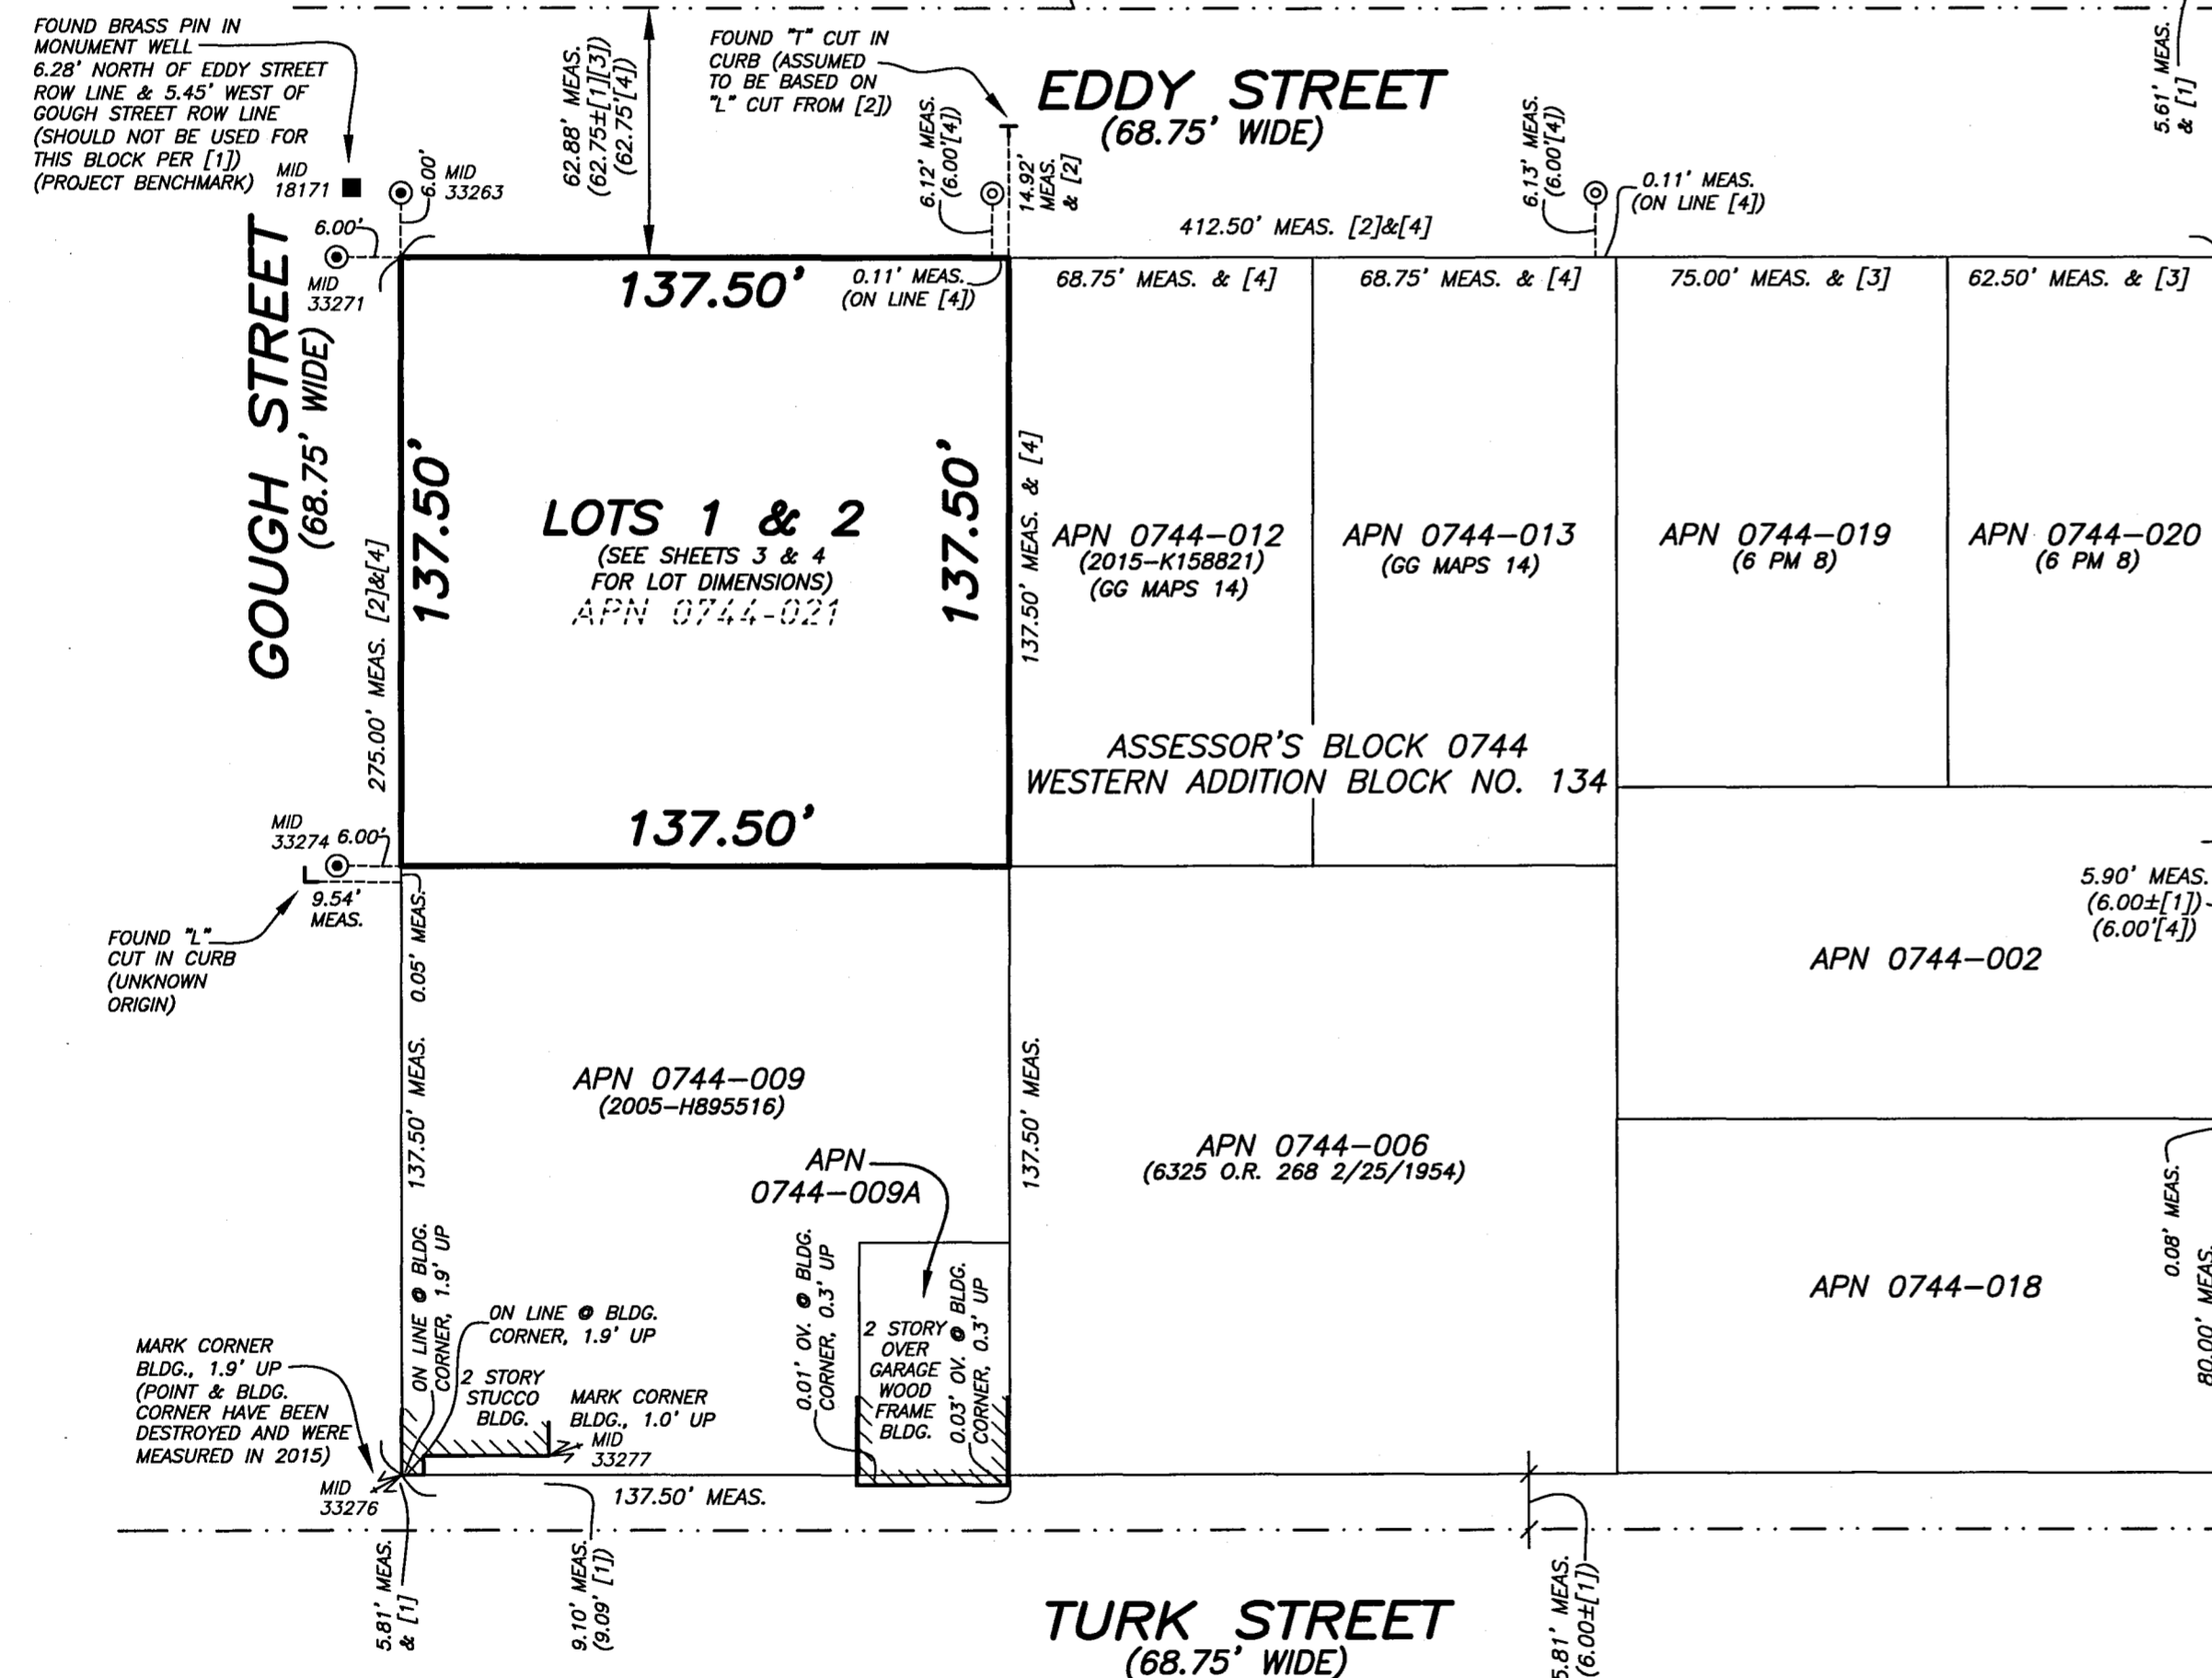 FOUND BRASS PIN IN
MONUMENT WELL
6.28' NORTH OF EDDY STREET
ROW LINE & 5.45' WEST OF
GOUGH STREET ROW LINE
(SHOULD NOT BE USED FOR
THIS BLOCK PER [1])
(PROJECT BENCHMARK)
MID
18171
6.00'
MID
33263
6.00'
MID
33271
62.88' MEAS.
(62.75±[1][3])
(62.75'[4])
FOUND "T" CUT IN
CURB (ASSUMED
TO BE BASED ON
"L" CUT FROM [2])
6.12' MEAS.
(6.00'[4])
14.92'
MEAS.
& [2]
EDDY STREET
(68.75' WIDE)
412.50' MEAS. [2]&[4]
6.13' MEAS.
(6.00'[4])
0.11' MEAS.
(ON LINE [4])
5.61' MEAS.
& [1]
GOUGH STREET
(68.75' WIDE)
275.00' MEAS. [2]&[4]
137.50'
0.11' MEAS.
(ON LINE [4])
137.50'
LOTS 1 & 2
(SEE SHEETS 3 & 4
FOR LOT DIMENSIONS)
APN 0744-021
137.50'
137.50'
137.50' MEAS. & [4]
68.75' MEAS. & [4]
68.75' MEAS. & [4]
75.00' MEAS. & [3]
62.50' MEAS. & [3]
APN 0744-012
(2015-K158821)
(GG MAPS 14)
APN 0744-013
(GG MAPS 14)
APN 0744-019
(6 PM 8)
APN 0744-020
(6 PM 8)
ASSESSOR'S BLOCK 0744
WESTERN ADDITION BLOCK NO. 134
MID
33274
6.00'
9.54'
MEAS.
0.05' MEAS.
FOUND "L"
CUT IN CURB
(UNKNOWN
ORIGIN)
5.90' MEAS.
(6.00±[1])
(6.00'[4])
APN 0744-002
137.50' MEAS.
APN 0744-009
(2005-H895516)
APN
0744-009A
137.50' MEAS.
APN 0744-006
(6325 O.R. 268 2/25/1954)
APN 0744-018
0.08' MEAS.
80.00' MEAS.
ON LINE @ BLDG.
CORNER, 1.9' UP
ON LINE @ BLDG.
CORNER, 1.9' UP
2 STORY
STUCCO
BLDG.
MARK CORNER
BLDG., 1.0' UP
MID
33277
0.01' OV. @ BLDG.
CORNER, 0.3' UP
2 STORY
OVER
GARAGE
WOOD
FRAME
BLDG.
0.03' OV. @ BLDG.
CORNER, 0.3' UP
MARK CORNER
BLDG., 1.9' UP
(POINT & BLDG.
CORNER HAVE BEEN
DESTROYED AND WERE
MEASURED IN 2015)
MID
33276
137.50' MEAS.
5.81' MEAS.
& [1]
9.10' MEAS.
(9.09' [1])
TURK STREET
(68.75' WIDE)
5.81' MEAS.
(6.00±[1])